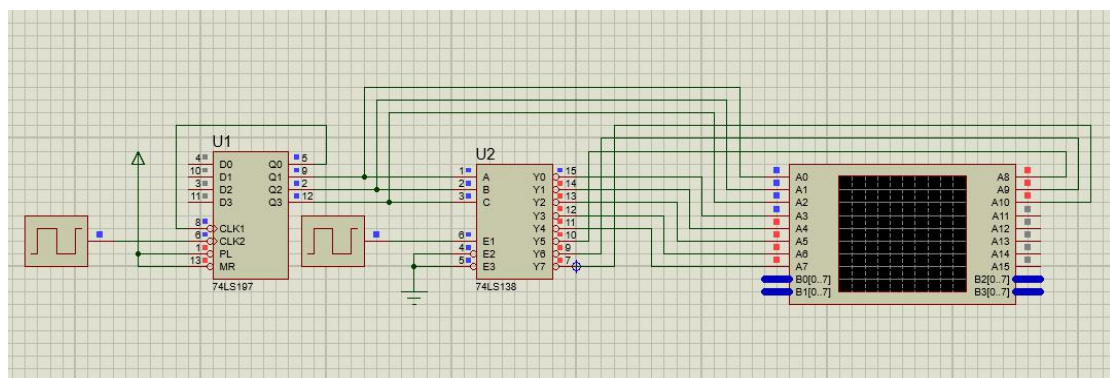 U1
4 D0 Q0 5
10 D1 Q1 9
3 D2 Q2 2
11 D3 Q3 12
8 CLK1
6 CLK2
1 PL
13 MR
74LS197
U2
1 A Y0 15
2 B Y1 14
3 C Y2 13
Y3 12
Y4 11
6 E1 Y5 10
4 E2 Y6 9
5 E3 Y7 7
74LS138
A0 A8
A1 A9
A2 A10
A3 A11
A4 A12
A5 A13
A6 A14
A7 A15
B0[0..7] B2[0..7]
B1[0..7] B3[0..7]